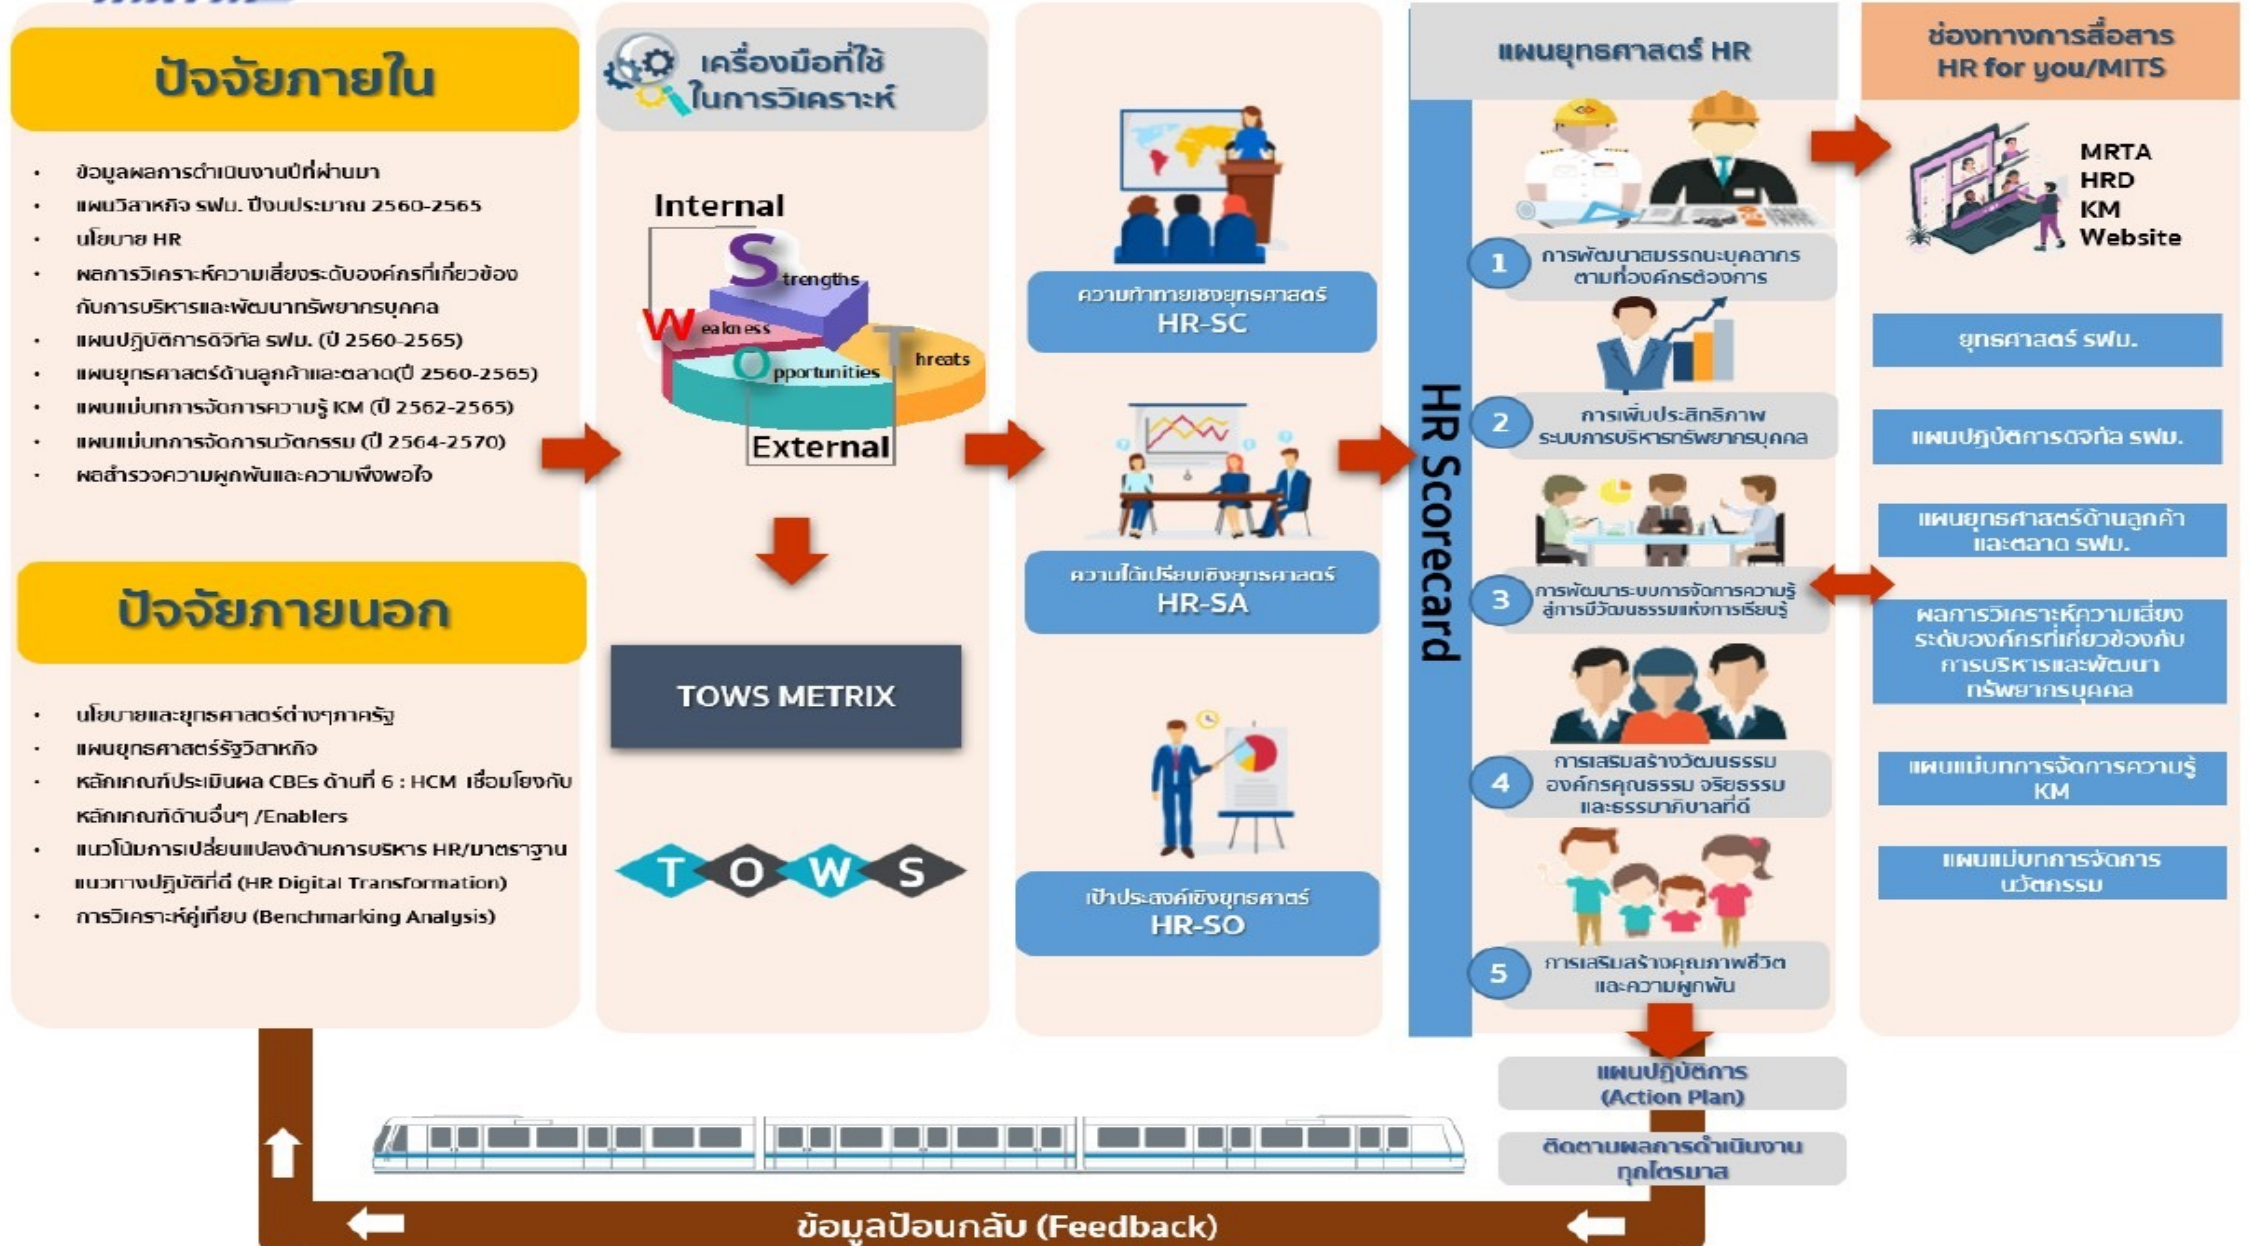 ปัจจัยภายใน
• ข้อมูลผลการดำเนินงานปีที่ผ่านมา
• แผนวิสาหกิจ รฟม. ปีงบประมาณ 2560-2565
• นโยบาย HR
• ผลการวิเคราะห์ความเสี่ยงระดับองค์กรที่เกี่ยวข้อง
กับการบริหารและพัฒนาทรัพยากรบุคคล
• แผนปฏิบัติการดิจิทัล รฟม. (ปี 2560-2565)
• แผนยุทธศาสตร์ด้านลูกค้าและตลาด(ปี 2560-2565)
• แผนแม่บทการจัดการความรู้ KM (ปี 2562-2565)
• แผนแม่บทการจัดการนวัตกรรม (ปี 2564-2570)
• ผลสำรวจความผูกพันและความพึงพอใจ
ปัจจัยภายนอก
• นโยบายและยุทธศาสตร์ต่างๆภาครัฐ
• แผนยุทธศาสตร์รัฐวิสาหกิจ
• หลักเกณฑ์ประเมินผล CBEs ด้านที่ 6 : HCM เชื่อมโยงกับ
หลักเกณฑ์ด้านอื่นๆ /Enablers
• แนวโน้มการเปลี่ยนแปลงด้านการบริหาร HR/มาตราฐาน
แนวทางปฏิบัติที่ดี (HR Digital Transformation)
• การวิเคราะห์คู่เทียบ (Benchmarking Analysis)
เครื่องมือที่ใช้
ในการวิเคราะห์
Internal
Strengths
Weakness
Opportunities
Threats
External
TOWS METRIX
T O W S
ความท้าทายเชิงยุทธศาสตร์
HR-SC
ความได้เปรียบเชิงยุทธศาสตร์
HR-SA
เป้าประสงค์เชิงยุทธศาตร์
HR-SO
HR Scorecard
แผนยุทธศาสตร์ HR
1 การพัฒนาสมรรถนะบุคลากร
ตามที่องค์กรต้องการ
2 การเพิ่มประสิทธิภาพ
ระบบการบริหารทรัพยากรบุคคล
3 การพัฒนาระบบการจัดการความรู้
สู่การมีวัฒนธรรมแห่งการเรียนรู้
4 การเสริมสร้างวัฒนธรรม
องค์กรคุณธรรม จริยธรรม
และธรรมาภิบาลที่ดี
5 การเสริมสร้างคุณภาพชีวิต
และความผูกพัน
ช่องทางการสื่อสาร
HR for you/MITS
MRTA
HRD
KM
Website
ยุทธศาสตร์ รฟม.
แผนปฏิบัติการดิจิทัล รฟม.
แผนยุทธศาสตร์ด้านลูกค้า
และตลาด รฟม.
ผลการวิเคราะห์ความเสี่ยง
ระดับองค์กรที่เกี่ยวข้องกับ
การบริหารและพัฒนา
ทรัพยากรบุคคล
แผนแม่บทการจัดการความรู้
KM
แผนแม่บทการจัดการ
นวัตกรรม
แผนปฏิบัติการ
(Action Plan)
ติดตามผลการดำเนินงาน
ทุกไตรมาส
ข้อมูลป้อนกลับ (Feedback)